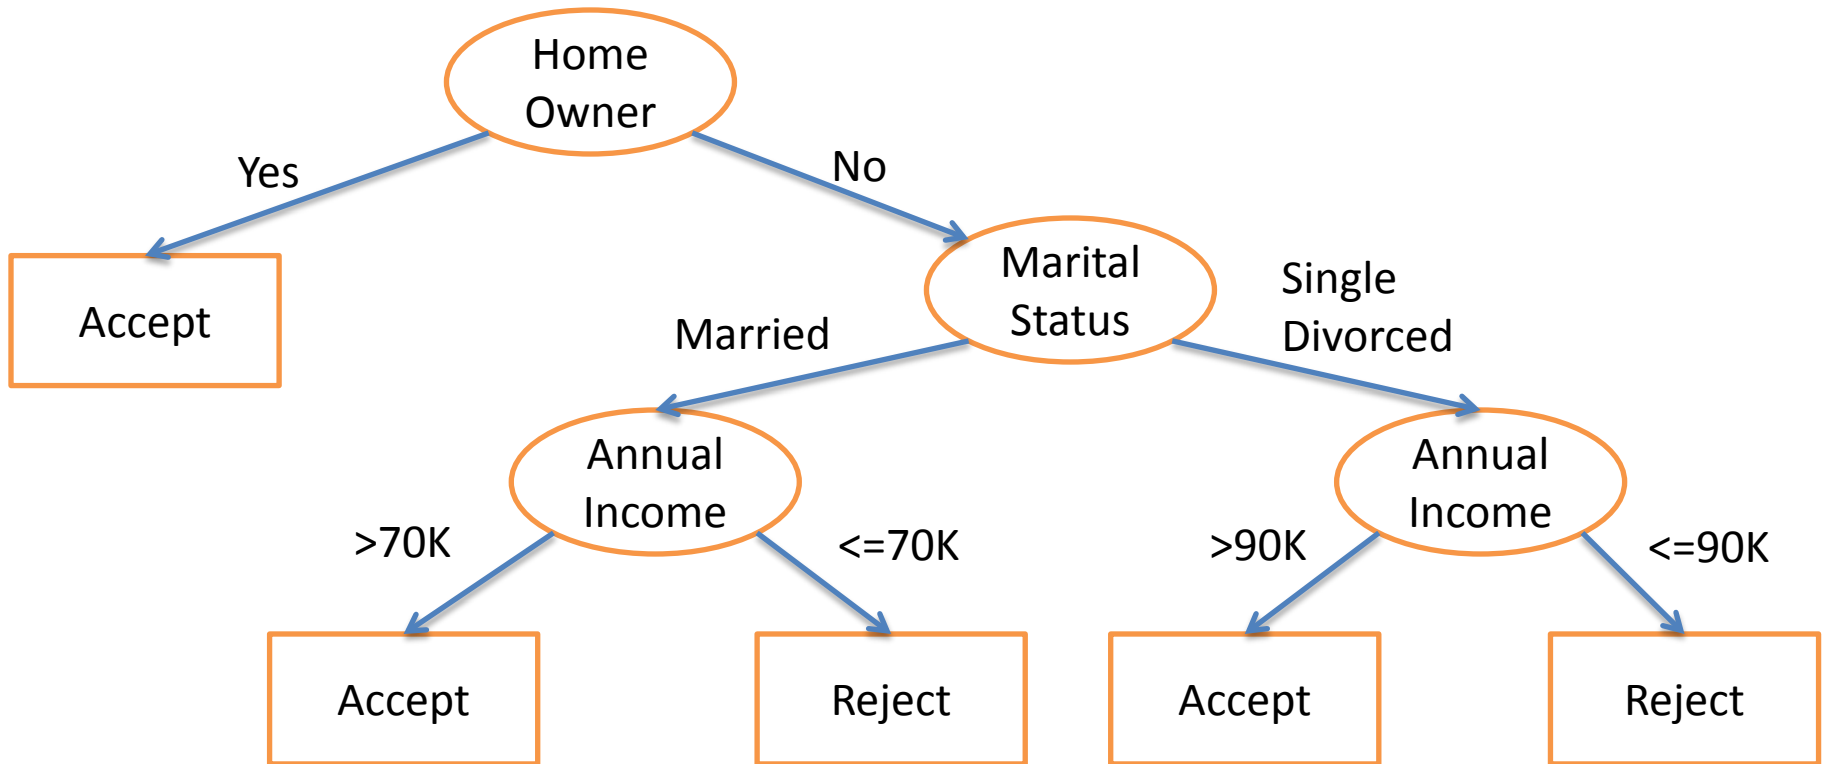 Home
Owner
Yes
No
Accept
Marital
Status
Married
Single
Divorced
Annual
Income
Annual
Income
>70K
<=70K
>90K
<=90K
Accept
Reject
Accept
Reject